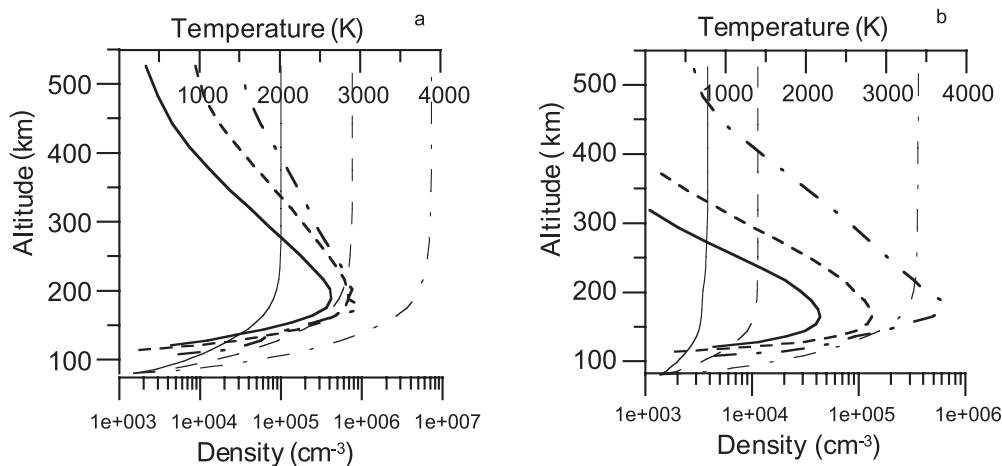 Temperature (K)
a
500
400
300
200
100
1000 2000 3000 4000
Altitude (km)
1e+003 1e+004 1e+005 1e+006 1e+007
Density (cm-3)
Temperature (K)
b
500
400
300
200
100
1000 2000 3000 4000
Altitude (km)
1e+003 1e+004 1e+005 1e+006
Density (cm-3)